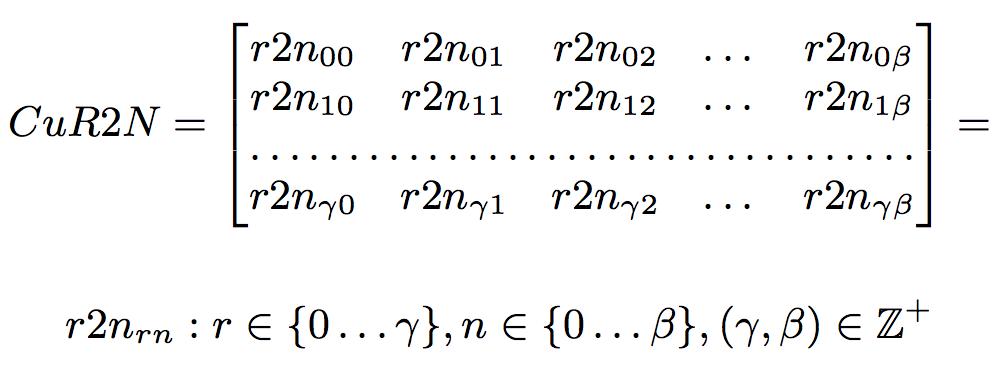 r2n₀₀ r2n₀₁ r2n₀₂ … r2n₀β
r2n₁₀ r2n₁₁ r2n₁₂ … r2n₁β
CuR2N = [ ] =
....................................
r2nγ₀ r2nγ₁ r2nγ₂ … r2nγβ
r2nᵣₙ : r ∈ {0…γ}, n ∈ {0…β}, (γ, β) ∈ ℤ⁺